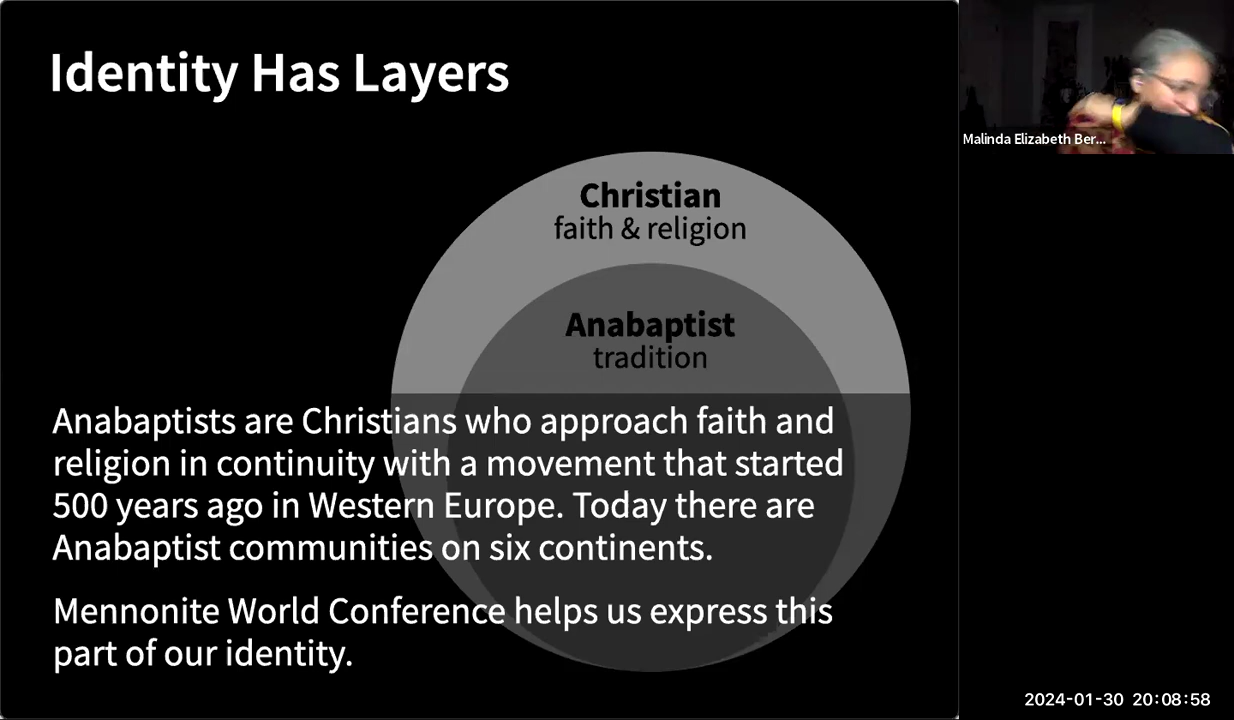 Identity Has Layers
Christian
faith & religion
Anabaptist
tradition
Anabaptists are Christians who approach faith and
religion in continuity with a movement that started
500 years ago in Western Europe. Today there are
Anabaptist communities on six continents.
Mennonite World Conference helps us express this
part of our identity.
Malinda Elizabeth Ber...
2024-01-30 20:08:58